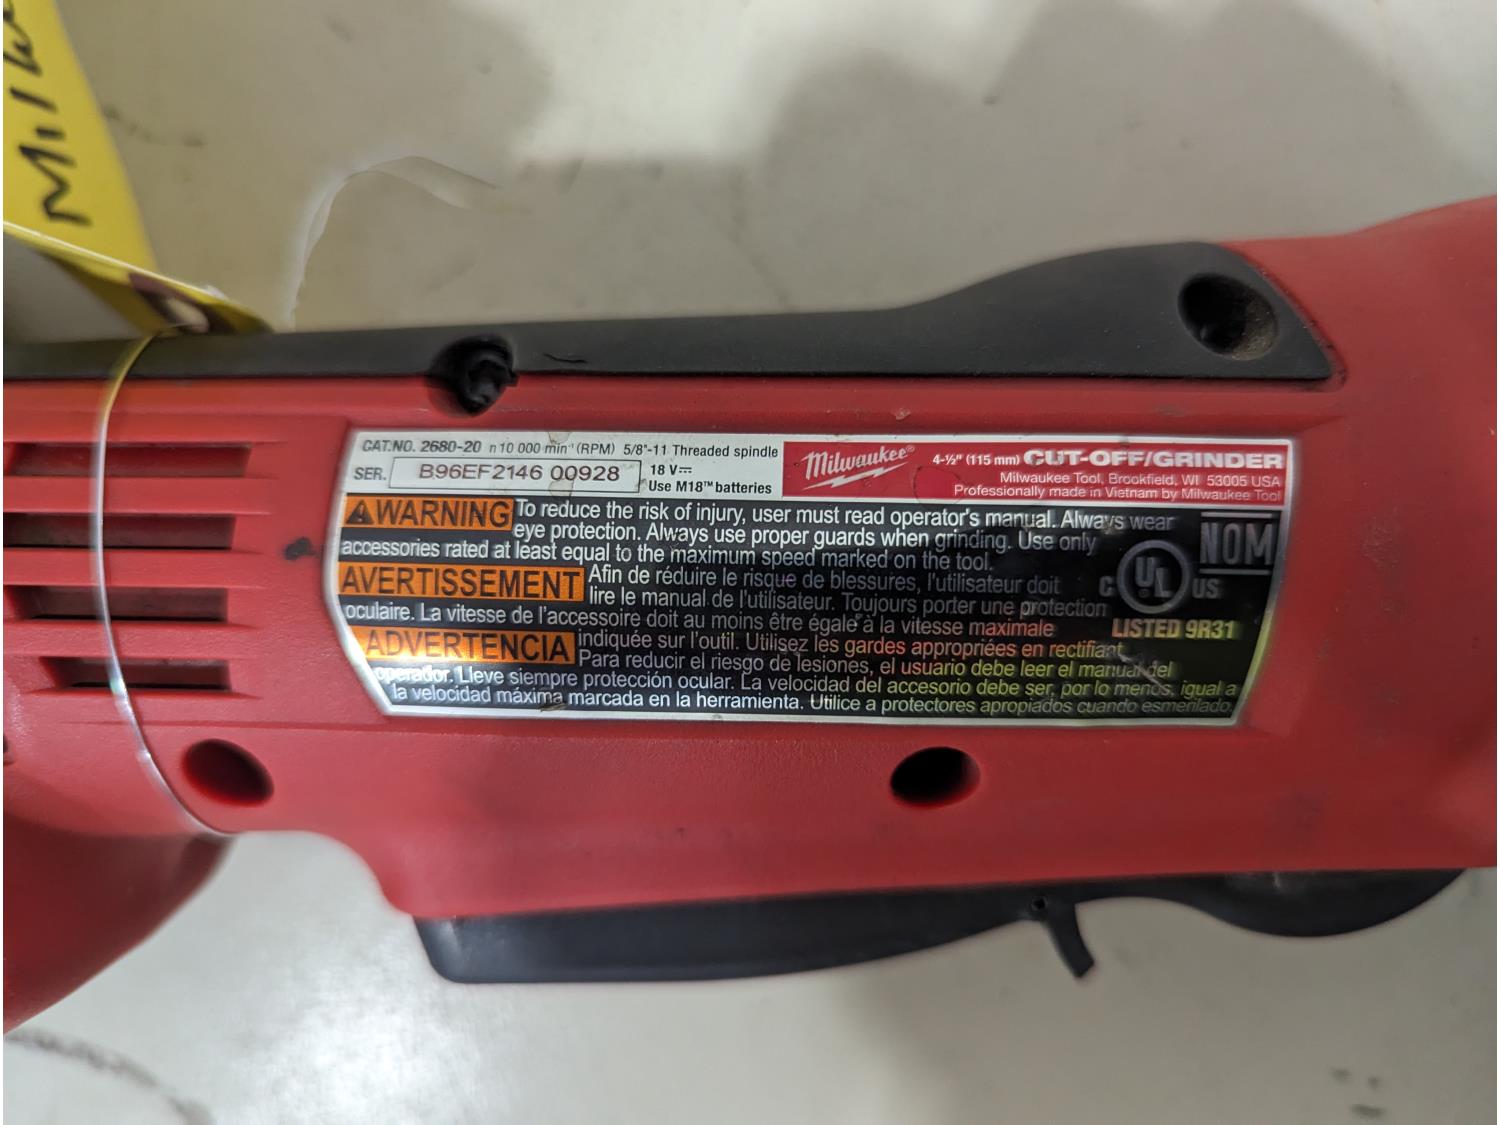 Milw
CAT.NO. 2680-20 n 10 000 min⁻¹ (RPM) 5/8"-11 Threaded spindle
SER. B96EF2146 00928 18 V⎓
Use M18™ batteries
Milwaukee®
4-½" (115 mm) CUT-OFF/GRINDER
Milwaukee Tool, Brookfield, WI 53005 USA
Professionally made in Vietnam by Milwaukee Tool
WARNING To reduce the risk of injury, user must read operator's manual. Always wear
eye protection. Always use proper guards when grinding. Use only
accessories rated at least equal to the maximum speed marked on the tool.
AVERTISSEMENT Afin de réduire le risque de blessures, l'utilisateur doit
lire le manual de l'utilisateur. Toujours porter une protection
oculaire. La vitesse de l'accessoire doit au moins être égale à la vitesse maximale
indiquée sur l'outil. Utilisez les gardes appropriées en rectifiant.
ADVERTENCIA Para reducir el riesgo de lesiones, el usuario debe leer el manual del
operador. Lleve siempre protección ocular. La velocidad del accesorio debe ser, por lo menos, igual a
la velocidad máxima marcada en la herramienta. Utilice a protectores apropiados cuando esmerilado.
NOM
C UL US
LISTED 9R31